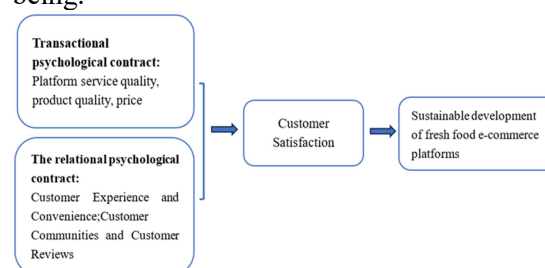 being.
Transactional
psychological contract:
Platform service quality,
product quality, price
The relational psychological
contract:
Customer Experience and
Convenience;Customer
Communities and Customer
Reviews
Customer
Satisfaction
Sustainable development
of fresh food e-commerce
platforms